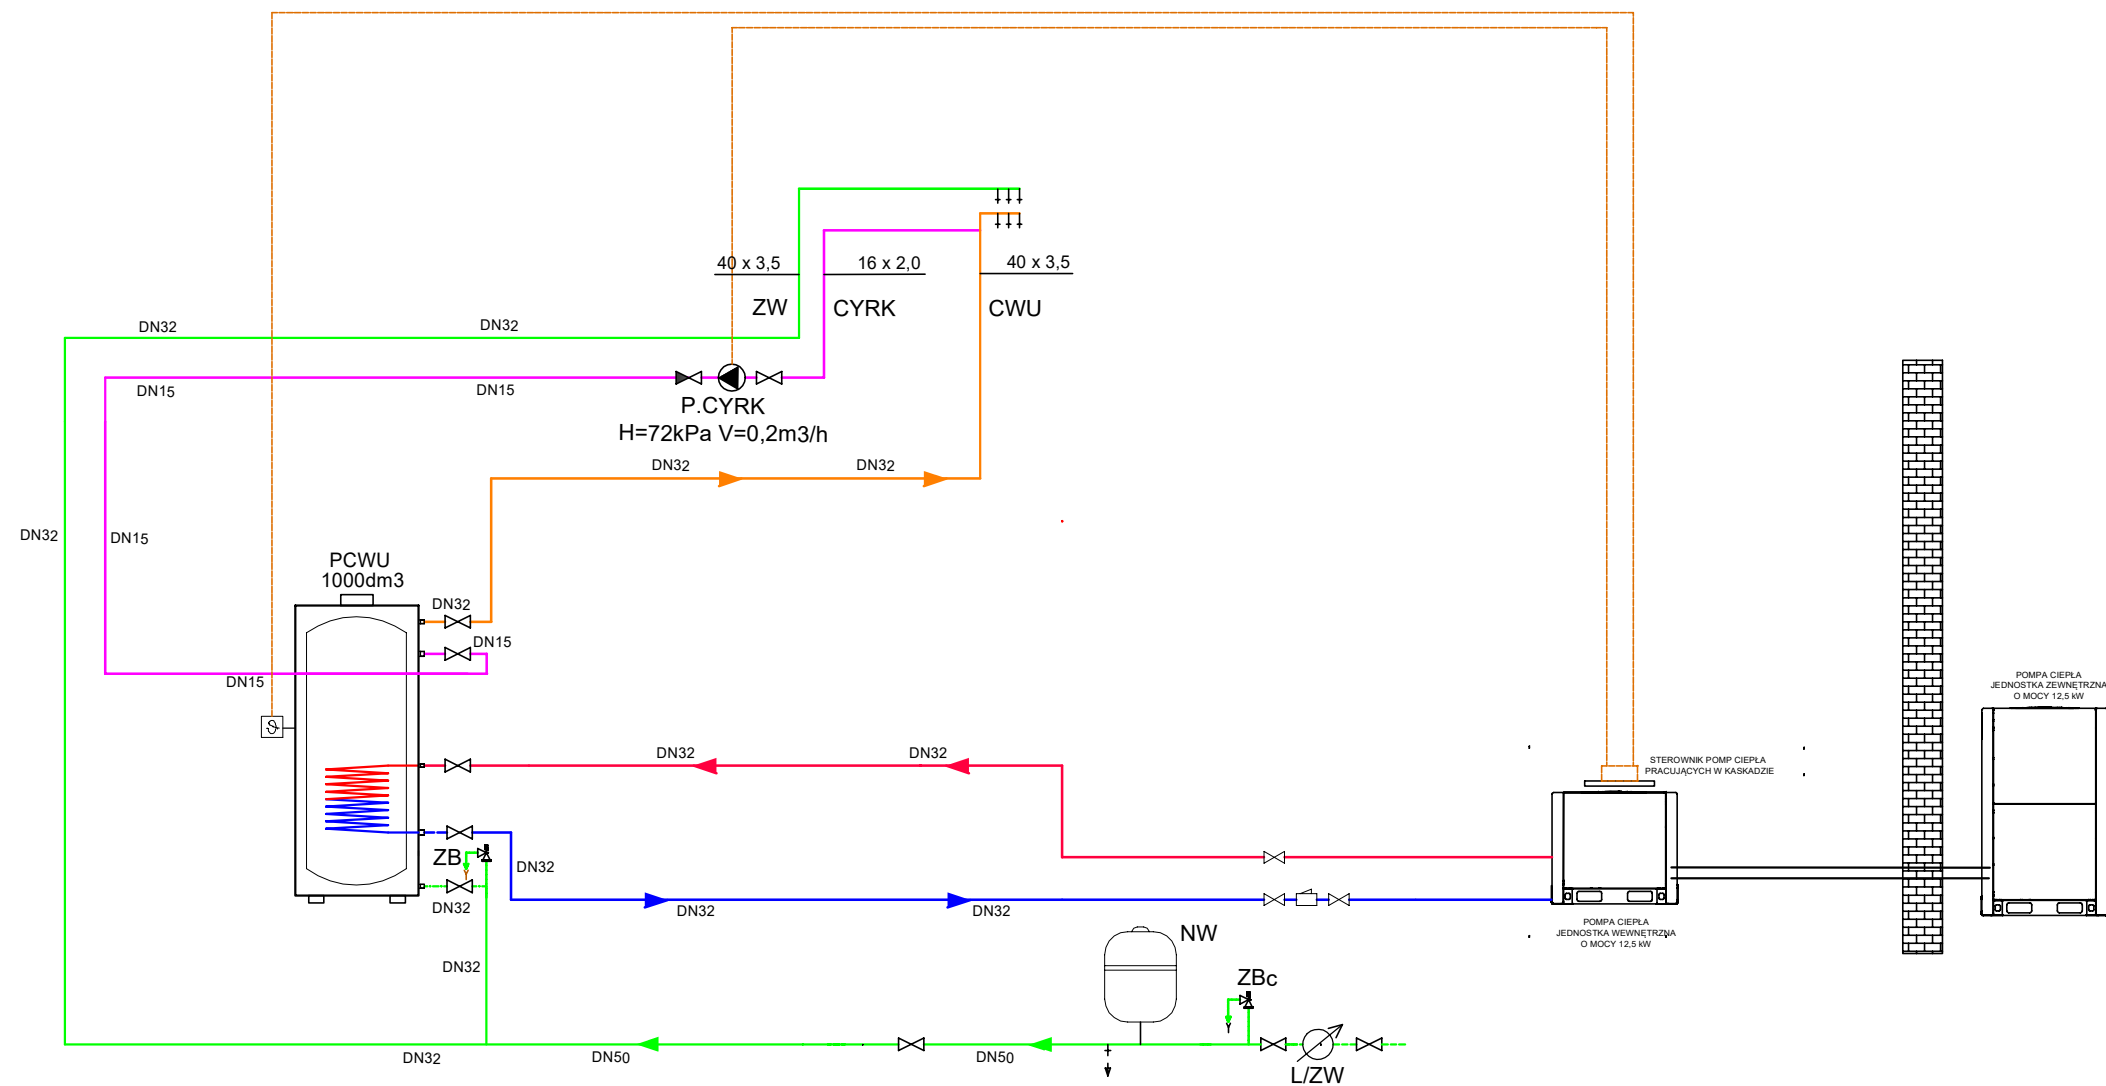 40 x 3,5
16 x 2,0
40 x 3,5
ZW
CYRK
CWU
DN32
DN32
DN15
DN15
P.CYRK
H=72kPa V=0,2m3/h
DN32
DN32
DN32
DN15
PCWU
1000dm3
DN32
DN15
DN15
POMPA CIEPŁA
JEDNOSTKA ZEWNĘTRZNA
O MOCY 12,5 kW
ϑ
DN32
DN32
STEROWNIK POMP CIEPŁA
PRACUJĄCYCH W KASKADZIE
ZB
DN32
DN32
DN32
DN32
POMPA CIEPŁA
JEDNOSTKA WEWNĘTRZNA
O MOCY 12,5 kW
NW
DN32
ZBc
DN32
DN50
DN50
L/ZW